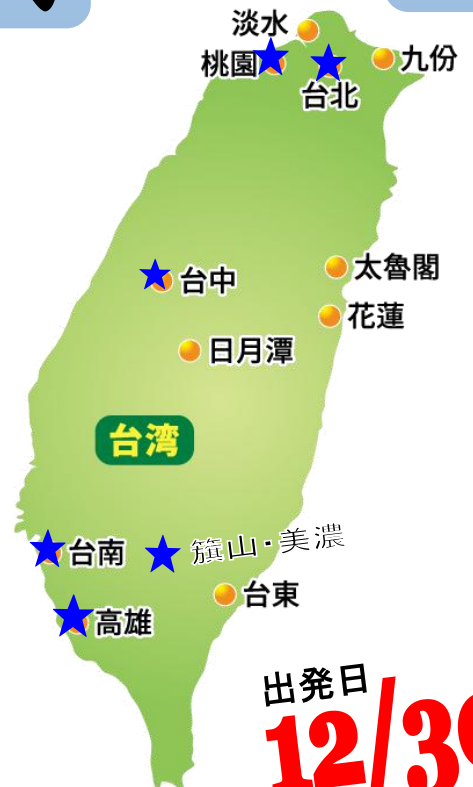 淡水
桃園
九份
台北
台中
太魯閣
花蓮
日月潭
台湾
台南
籏山・美濃
台東
高雄
出発日
12/3